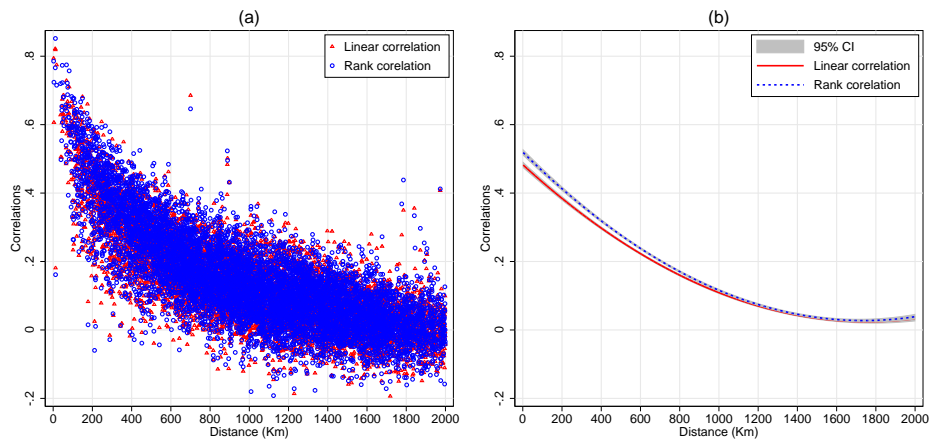 (a)
Linear correlation
Rank corelation
Correlations
.8
.6
.4
.2
0
-.2
0 200 400 600 800 1000 1200 1400 1600 1800 2000
Distance (Km)
(b)
95% CI
Linear correlation
Rank corelation
Correlations
.8
.6
.4
.2
0
-.2
0 200 400 600 800 1000 1200 1400 1600 1800 2000
Distance (Km)